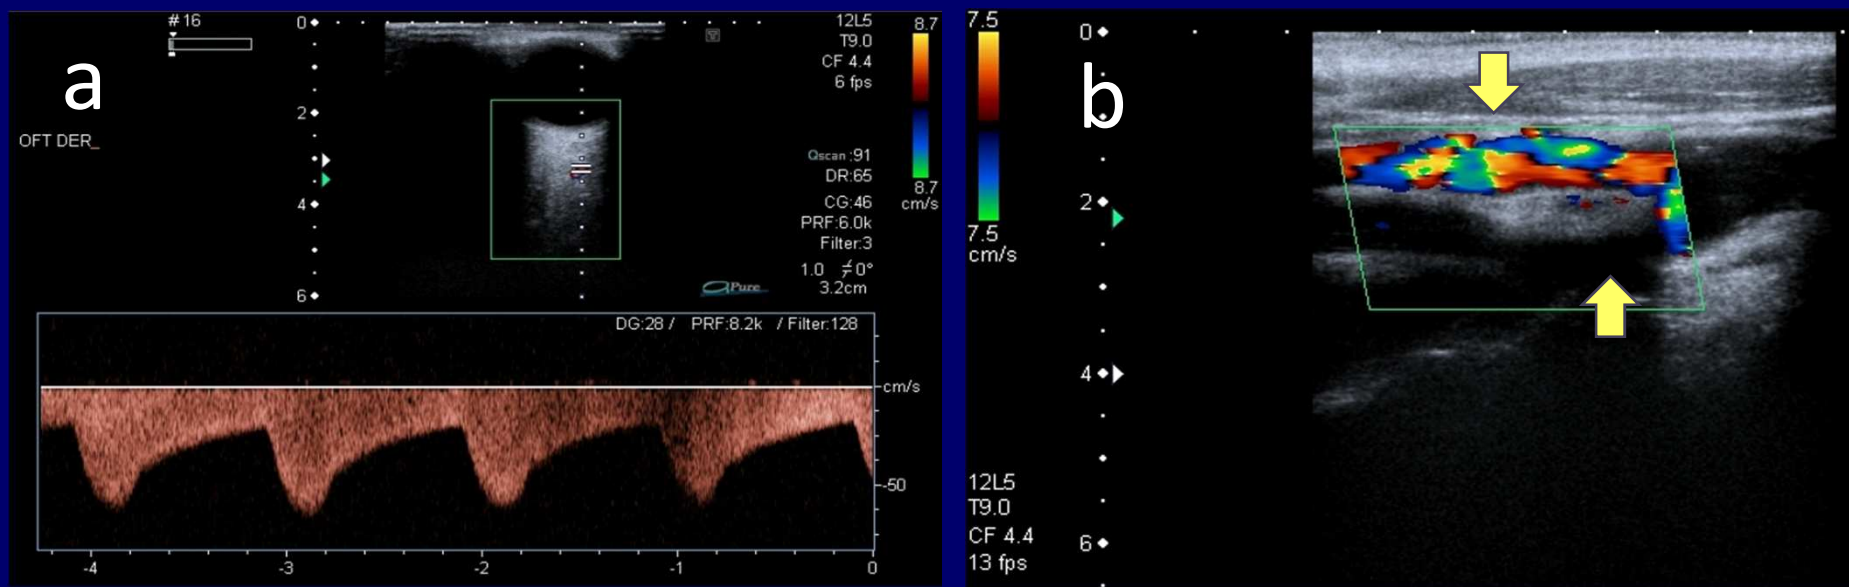 a
# 16
OFT DER_
0
2
4
6
12L5
T9.0
CF 4.4
6 fps
Qscan :91
DR:65
CG:46
PRF:6.0k
Filter:3
1.0 ≠0°
3.2cm
aPure
8.7
8.7
cm/s
DG:28 / PRF:8.2k / Filter:128
cm/s
-50
-4 -3 -2 -1 0
b
7.5
7.5
cm/s
0
2
4
6
12L5
T9.0
CF 4.4
13 fps